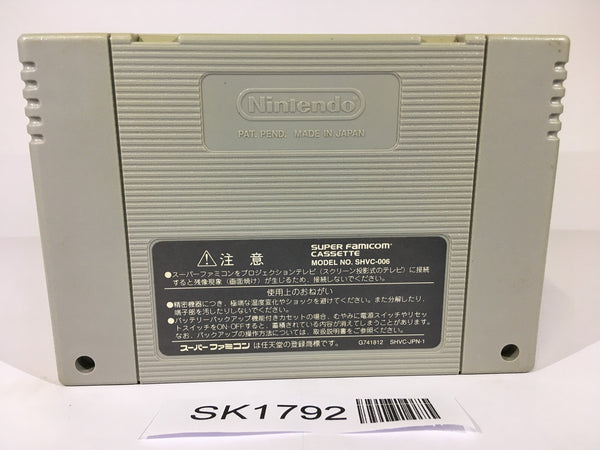 Nintendo
PAT. PEND. MADE IN JAPAN
⚠注意
SUPER FAMICOM
CASSETTE
MODEL NO. SHVC-006
●スーパーファミコンをプロジェクションテレビ（スクリーン投影式のテレビ）に接続
すると残像現象（画面焼け）が生じるため、接続しないでください。
使用上のおねがい
●精密機器につき、極端な温度変化やショックを避けてください。また分解したり、
端子部を汚したりしないでください。
●バッテリーバックアップ機能付きカセットの場合、むやみに電源スイッチやリセ
ットスイッチをON・OFFすると、蓄積されている内容が消えてしまうことがあります。
なお、バックアップの操作方法については、取扱説明書をご参照ください。
スーパーファミコンは任天堂の登録商標です。
G741812 SHVC-JPN-1
SK1792